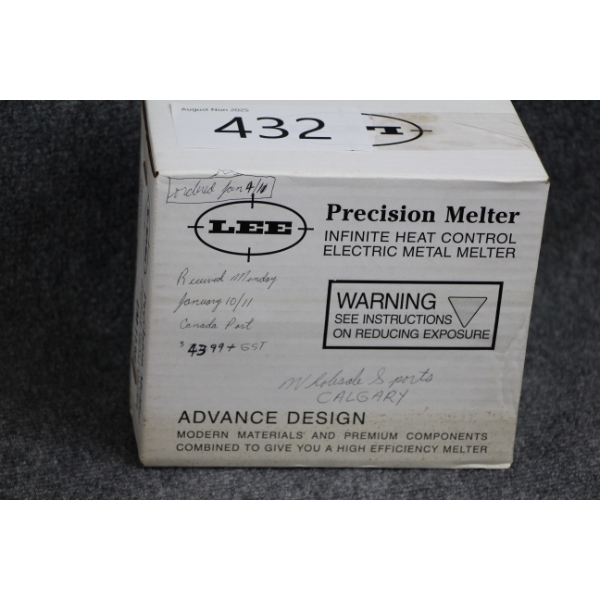 August Non 2025
432
L
ordered Jan 4/10
LEE
Precision Melter
INFINITE HEAT CONTROL
ELECTRIC METAL MELTER
Received Monday
January 10/11
Canada Post
$43.99 + GST
WARNING
SEE INSTRUCTIONS
ON REDUCING EXPOSURE
Wholesale Sports
CALGARY
ADVANCE DESIGN
MODERN MATERIALS AND PREMIUM COMPONENTS
COMBINED TO GIVE YOU A HIGH EFFICIENCY MELTER